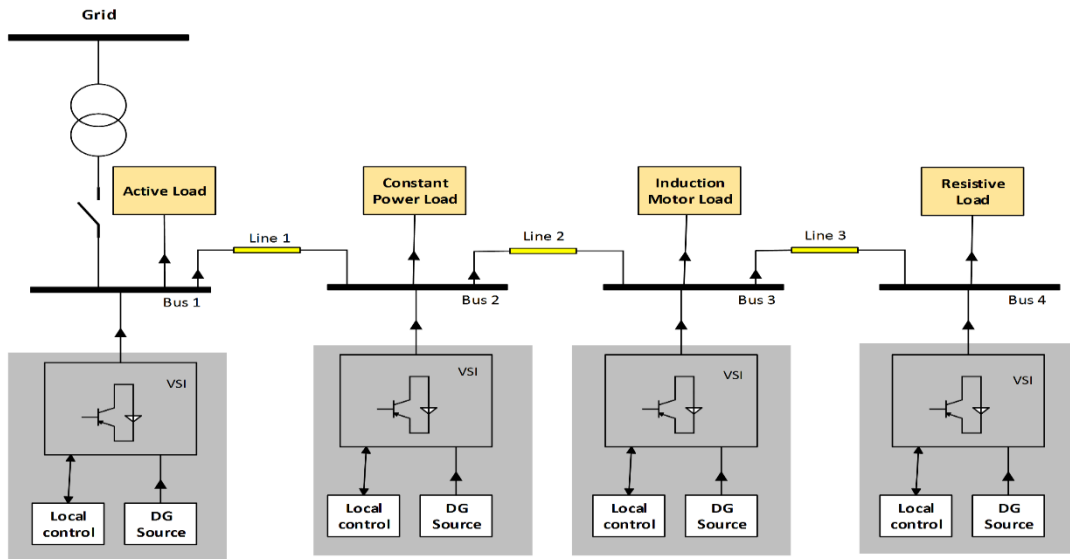 Grid
Active Load
Constant
Power Load
Induction
Motor Load
Resistive
Load
Line 1
Line 2
Line 3
Bus 1
Bus 2
Bus 3
Bus 4
VSI
VSI
VSI
VSI
Local
control
DG
Source
Local
control
DG
Source
Local
control
DG
Source
Local
control
DG
Source